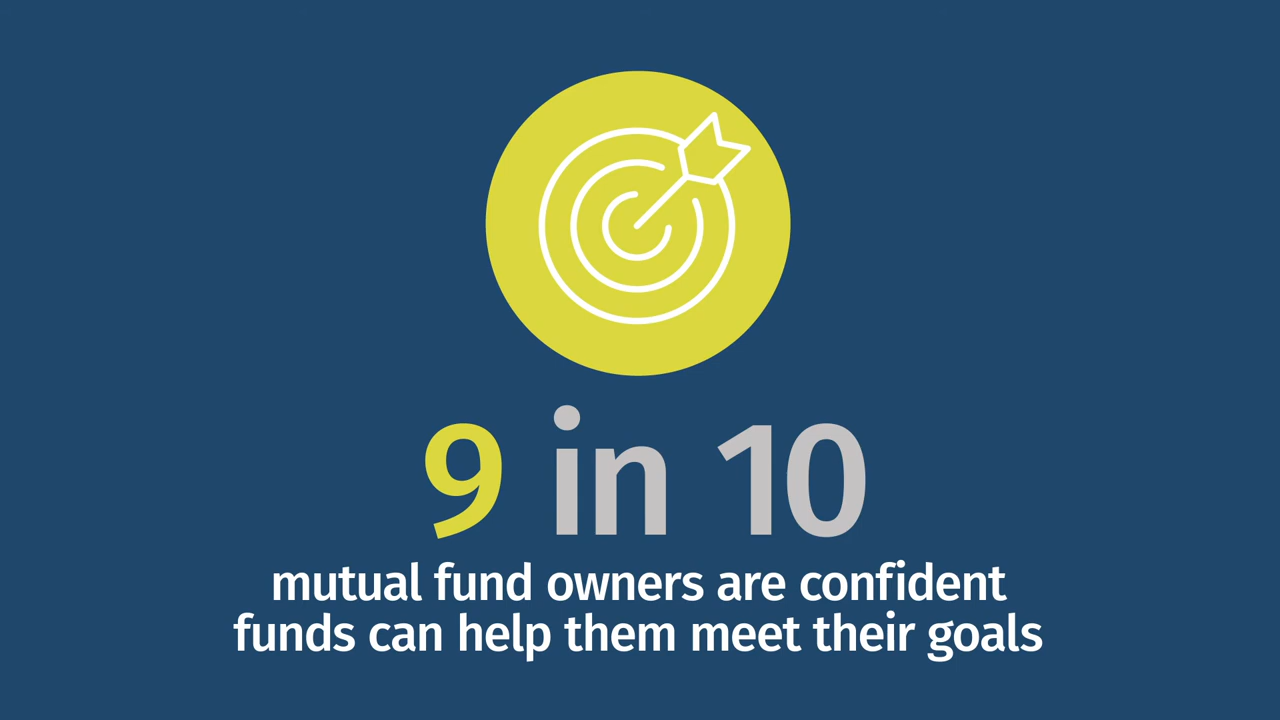 9 in 10
mutual fund owners are confident
funds can help them meet their goals